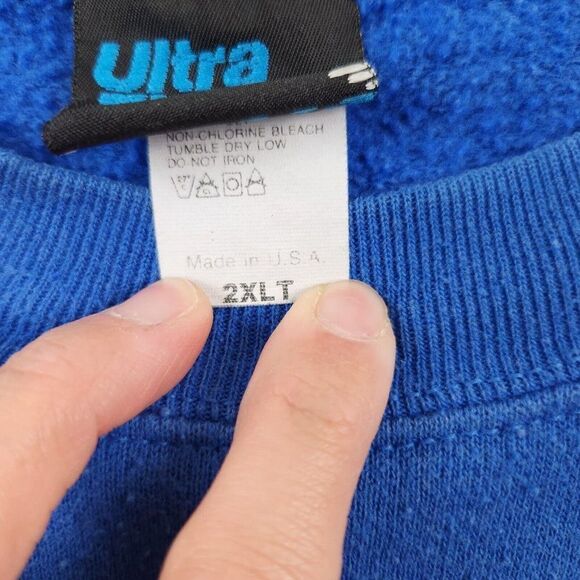 Ultra
NON-CHLORINE BLEACH
TUMBLE DRY LOW
DO NOT IRON
Made in U.S.A.
2XLT